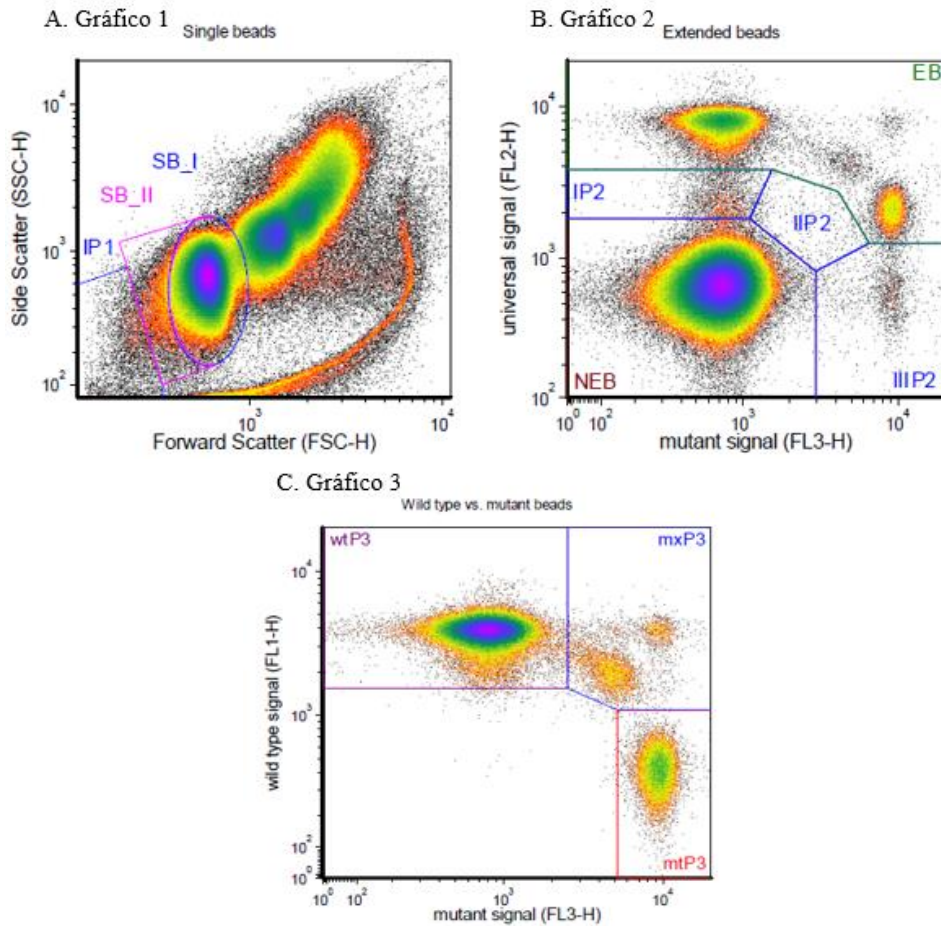 A. Gráfico 1
Single beads
Side Scatter (SSC-H)
10^4
10^3
10^2
SB_I
SB_II
IP1
10^3
10^4
Forward Scatter (FSC-H)
B. Gráfico 2
Extended beads
universal signal (FL2-H)
10^4
10^3
10^2
EB
IP2
IIP2
NEB
IIIP2
10^0 10^2
10^3
10^4
mutant signal (FL3-H)
C. Gráfico 3
Wild type vs. mutant beads
wild type signal (FL1-H)
10^4
10^3
10^2
10^0
wtP3
mxP3
mtP3
10^0 10^2
10^3
10^4
mutant signal (FL3-H)